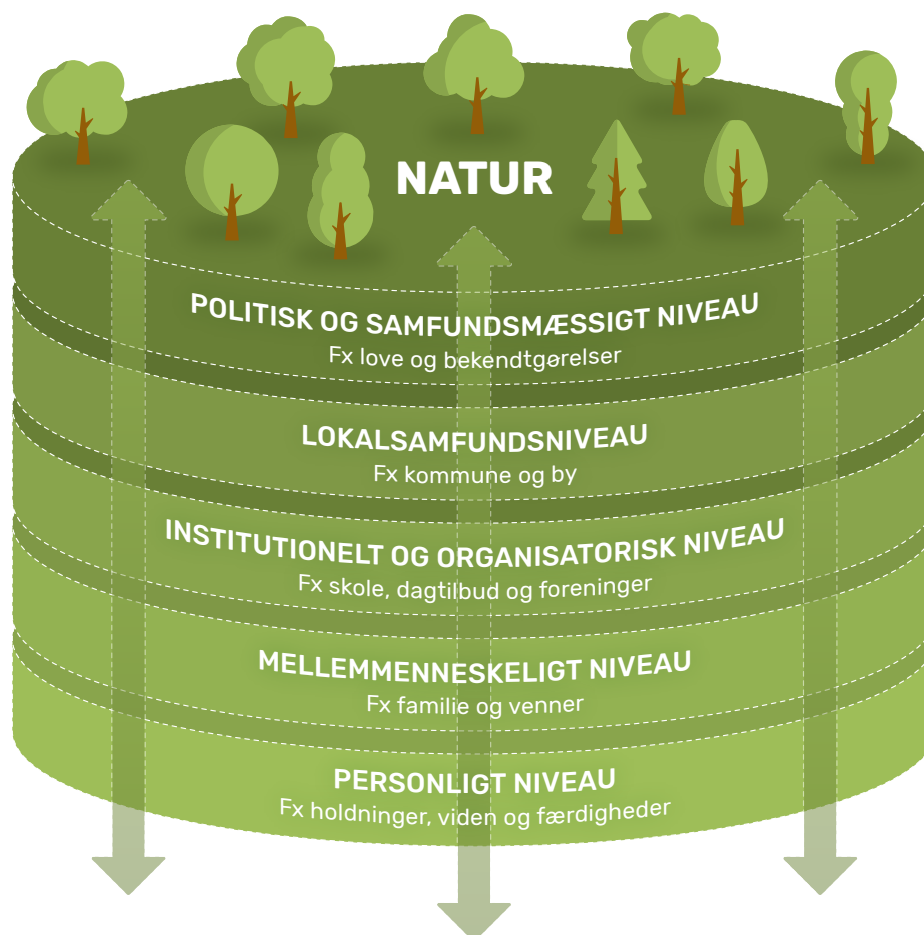 NATUR
POLITISK OG SAMFUNDSMÆSSIGT NIVEAU
Fx love og bekendtgørelser
LOKALSAMFUNDSNIVEAU
Fx kommune og by
INSTITUTIONELT OG ORGANISATORISK NIVEAU
Fx skole, dagtilbud og foreninger
MELLEMMENNESKELIGT NIVEAU
Fx familie og venner
PERSONLIGT NIVEAU
Fx holdninger, viden og færdigheder